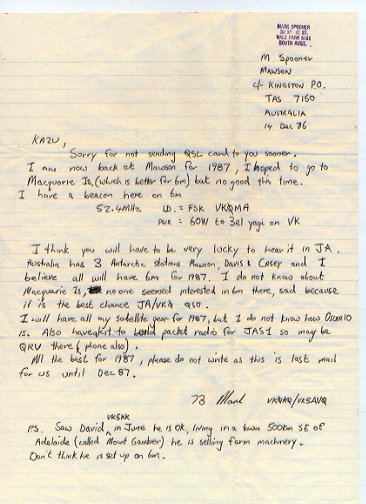 MARK SPOONER
SOUTH AUST.
M Spooner
MAWSON
c/- KINGSTON P.O.
TAS 7150
AUSTRALIA
14 Dec 86
KAZU,
Sorry for not sending QSL card to you sooner.
I am now back at Mawson for 1987, I hoped to go to
Macquarie Is. (which is better for 6m) but no good this time.
I have a beacon here on 6m
52.4MHz I.D. = FSK VKØMA
PWR = 60W to 3el yagi on VK
I think you will have to be very lucky to hear it in JA.
Australia has 3 Antarctic stations Mawson, Davis & Casey and I
believe all will have 6m for 1987. I do not know about
Macquarie Is, no one seemed interested in 6m there, sad because
it is the best chance JA/VKØ QSO.
I will have all my satellite gear for 1987, but I do not know how Oscar 10
is. Also have a kit to build packet radio for JAS1 so may be
QRV there (phone also).
All the best for 1987, please do not write as this is last mail
for us until Dec 87.
73 Mark VKØAQ/VK5AVQ
VK5KK
P.S. Saw David, in June he is OK, living in a town 500km SE of
Adelaide (called Mount Gambier) he is selling farm machinery.
Don't think he is set up on 6m.